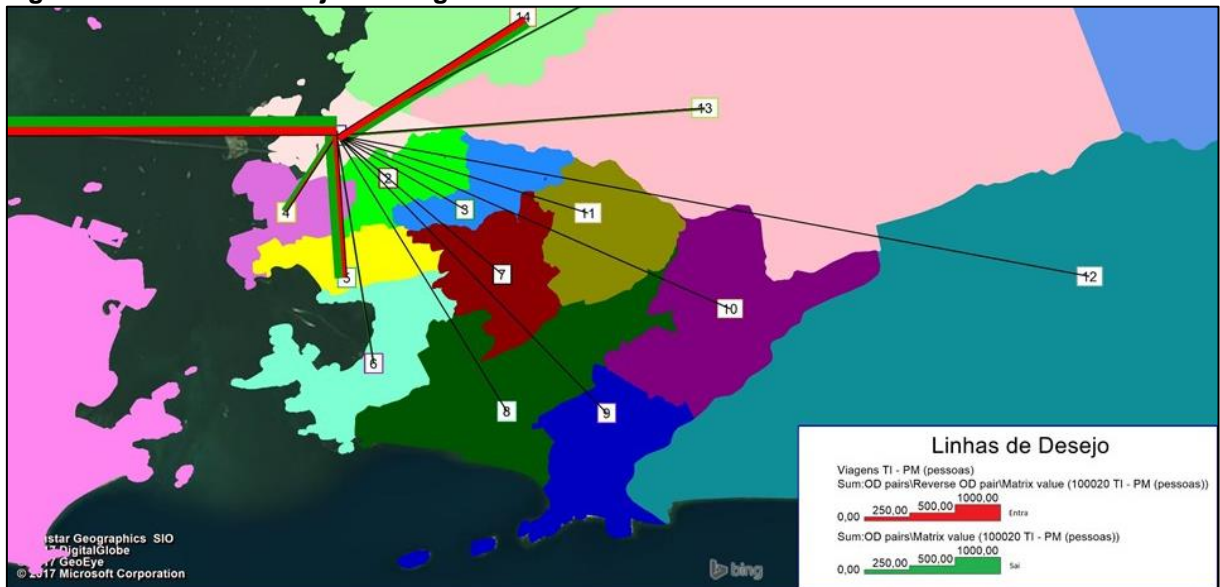 14
13
2
3
4
11
5
7
12
10
6
8
9
Linhas de Desejo
Viagens TI - PM (pessoas)
Sum:OD pairs\Reverse OD pair\Matrix value (100020 TI - PM (pessoas))
0,00 250,00 500,00 1000,00 Entra
Sum:OD pairs\Matrix value (100020 TI - PM (pessoas))
0,00 250,00 500,00 1000,00 Sai
star Geographics SIO
DigitalGlobe
GeoEye
© 2017 Microsoft Corporation
bing